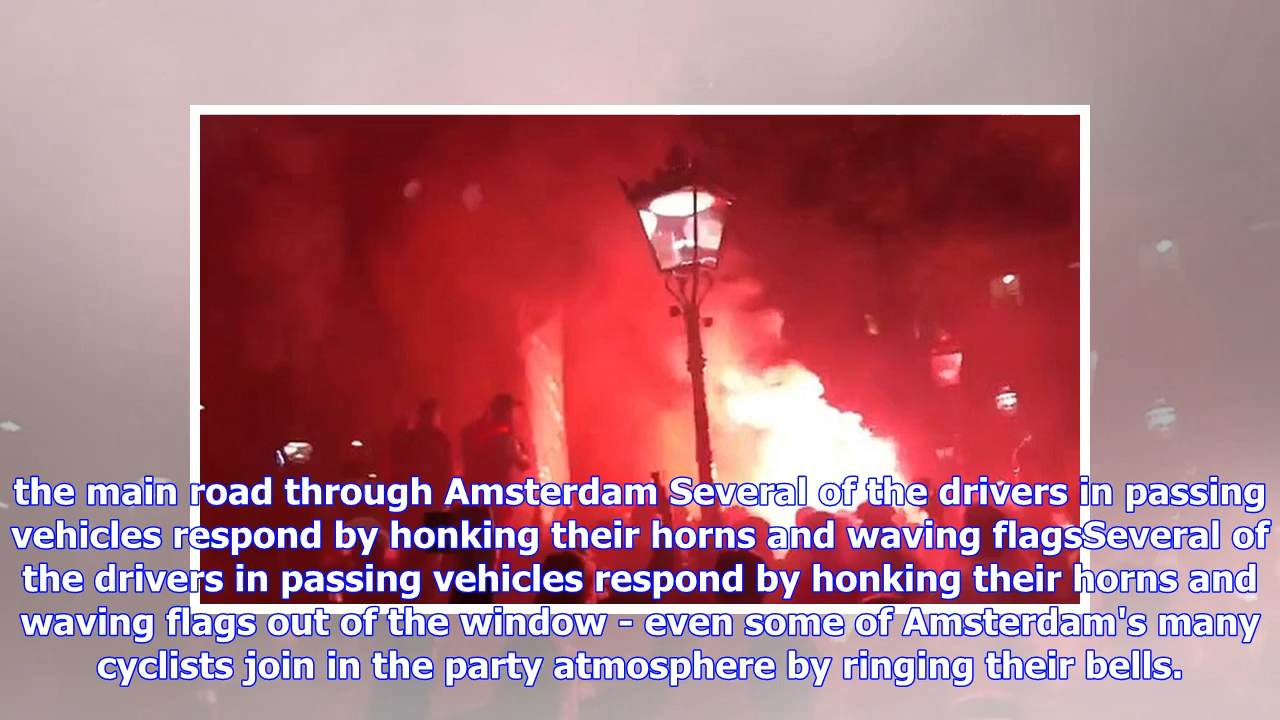 the main road through Amsterdam Several of the drivers in passing
vehicles respond by honking their horns and waving flagsSeveral of
the drivers in passing vehicles respond by honking their horns and
waving flags out of the window - even some of Amsterdam's many
cyclists join in the party atmosphere by ringing their bells.